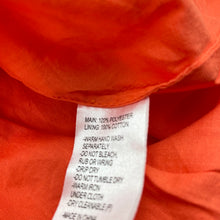 MAIN: 100% POLYESTER
LINING: 100% COTTON
-WARM HAND WASH
SEPARATELY
-DO NOT BLEACH,
RUB OR WRING
-DRIP DRY
-DO NOT TUMBLE DRY
-WARM IRON
UNDER CLOTH
-DRY CLEANABLE (P)
MADE IN CHINA